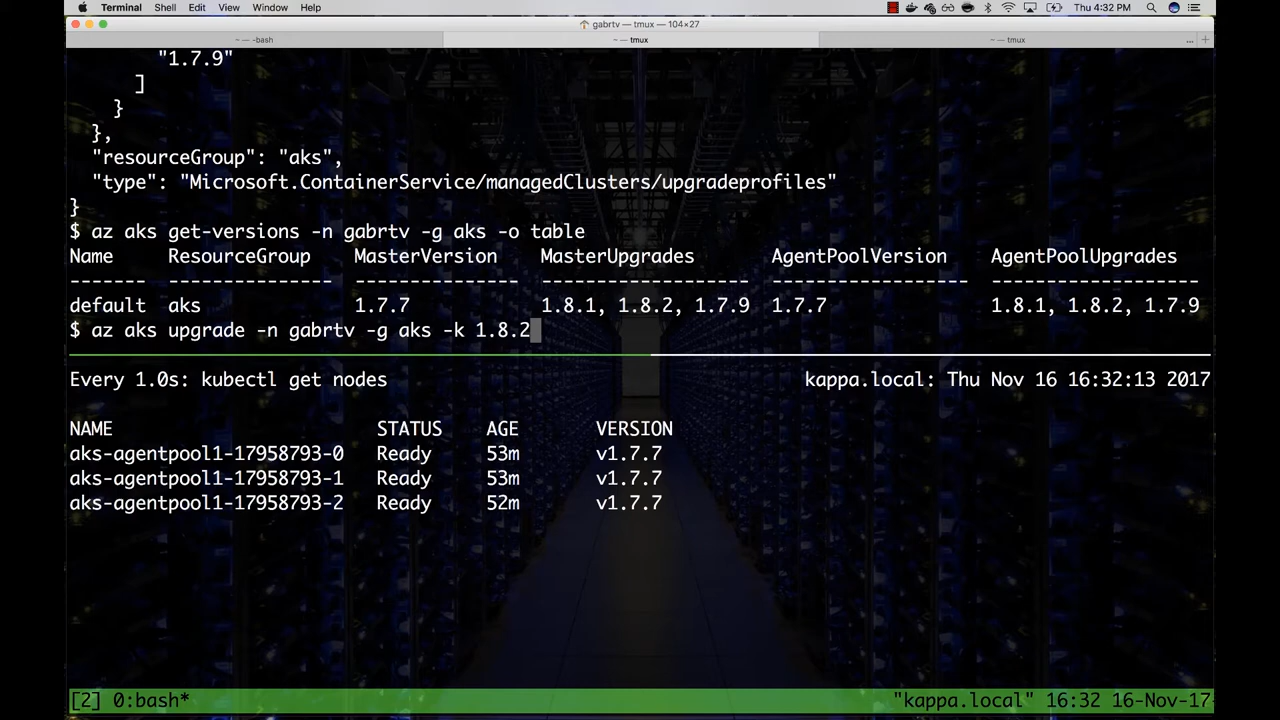 Terminal Shell Edit View Window Help Thu 4:32 PM
gabrtv — tmux — 104×27
~ — -bash ~ — tmux ~ — tmux ... +
"1.7.9"
]
}
},
"resourceGroup": "aks",
"type": "Microsoft.ContainerService/managedClusters/upgradeprofiles"
}
$ az aks get-versions -n gabrtv -g aks -o table
Name ResourceGroup MasterVersion MasterUpgrades AgentPoolVersion AgentPoolUpgrades
------- --------------- --------------- ------------------- ------------------ -------------------
default aks 1.7.7 1.8.1, 1.8.2, 1.7.9 1.7.7 1.8.1, 1.8.2, 1.7.9
$ az aks upgrade -n gabrtv -g aks -k 1.8.2
Every 1.0s: kubectl get nodes kappa.local: Thu Nov 16 16:32:13 2017
NAME STATUS AGE VERSION
aks-agentpool1-17958793-0 Ready 53m v1.7.7
aks-agentpool1-17958793-1 Ready 53m v1.7.7
aks-agentpool1-17958793-2 Ready 52m v1.7.7
[2] 0:bash* "kappa.local" 16:32 16-Nov-17